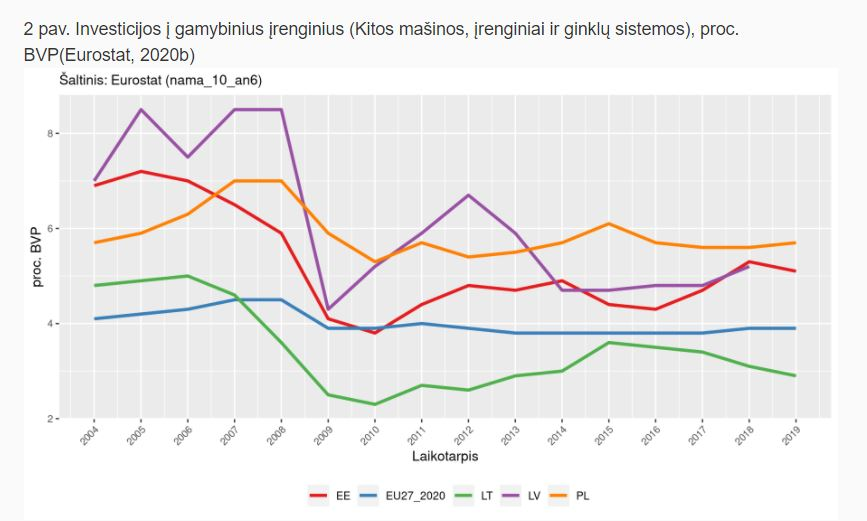 2 pav. Investicijos į gamybinius įrenginius (Kitos mašinos, įrenginiai ir ginklų sistemos), proc.
BVP(Eurostat, 2020b)
Šaltinis: Eurostat (nama_10_an6)
8
6
4
2
proc. BVP
2004 2005 2006 2007 2008 2009 2010 2011 2012 2013 2014 2015 2016 2017 2018 2019
Laikotarpis
EE EU27_2020 LT LV PL